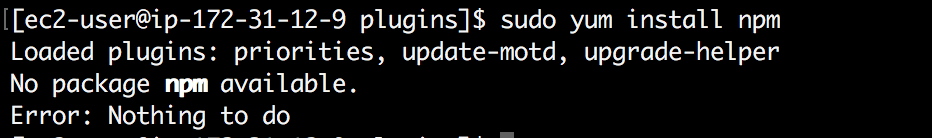 [[ec2-user@ip-172-31-12-9 plugins]$ sudo yum install npm
Loaded plugins: priorities, update-motd, upgrade-helper
No package npm available.
Error: Nothing to do